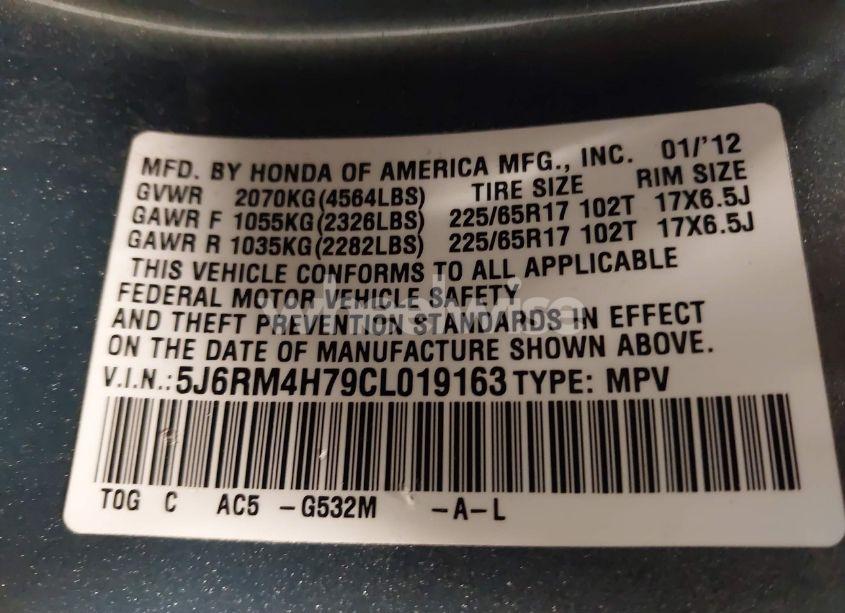 MFD. BY HONDA OF AMERICA MFG., INC. 01/'12
GVWR 2070KG(4564LBS) TIRE SIZE RIM SIZE
GAWR F 1055KG(2326LBS) 225/65R17 102T 17X6.5J
GAWR R 1035KG(2282LBS) 225/65R17 102T 17X6.5J
THIS VEHICLE CONFORMS TO ALL APPLICABLE
FEDERAL MOTOR VEHICLE SAFETY
AND THEFT PREVENTION STANDARDS IN EFFECT
ON THE DATE OF MANUFACTURE SHOWN ABOVE.
V.I.N.:5J6RM4H79CL019163 TYPE: MPV
TOG C AC5 -G532M -A-L